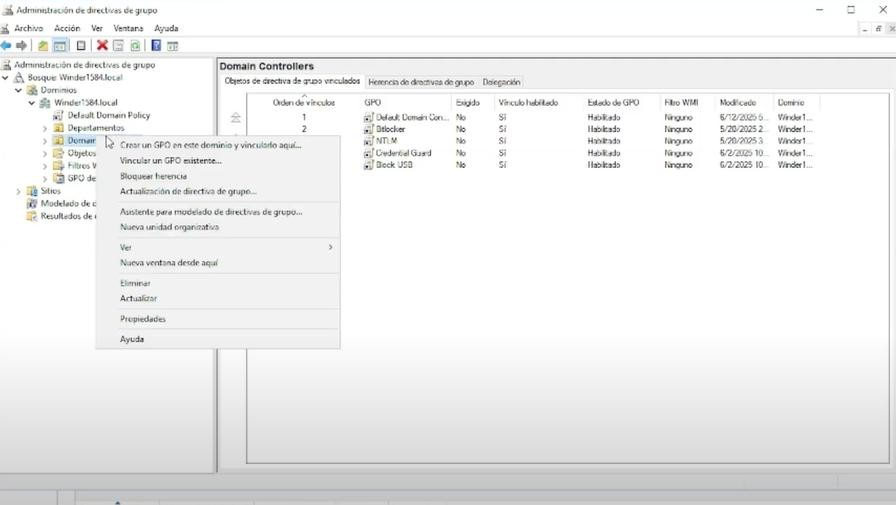 Administración de directivas de grupo
Archivo Acción Ver Ventana Ayuda
Administración de directivas de grupo
Bosque: Winder1584.local
Dominios
Winder1584.local
Default Domain Policy
Departamentos
Domain
Objetos
Filtros W
GPO de
Sitios
Modelado de d
Resultados de
Crear un GPO en este dominio y vincularlo aquí...
Vincular un GPO existente...
Bloquear herencia
Actualización de directiva de grupo...
Asistente para modelado de directivas de grupo...
Nueva unidad organizativa
Ver
Nueva ventana desde aquí
Eliminar
Actualizar
Propiedades
Ayuda
Domain Controllers
Objetos de directiva de grupo vinculados Herencia de directivas de grupo Delegación
Orden de vínculos GPO Exigido Vínculo habilitado Estado de GPO Filtro WMI Modificado Dominio
1 Default Domain Con... No Sí Habilitado Ninguno 6/12/2025 5... Winder1...
2 Bitlocker No Sí Habilitado Ninguno 5/20/2025 2... Winder1...
NTLM No Sí Habilitado Ninguno 5/20/2025 3... Winder1...
Credential Guard No Sí Habilitado Ninguno 6/2/2025 10... Winder1...
Block USB No Sí Habilitado Ninguno 6/2/2025 10... Winder1...